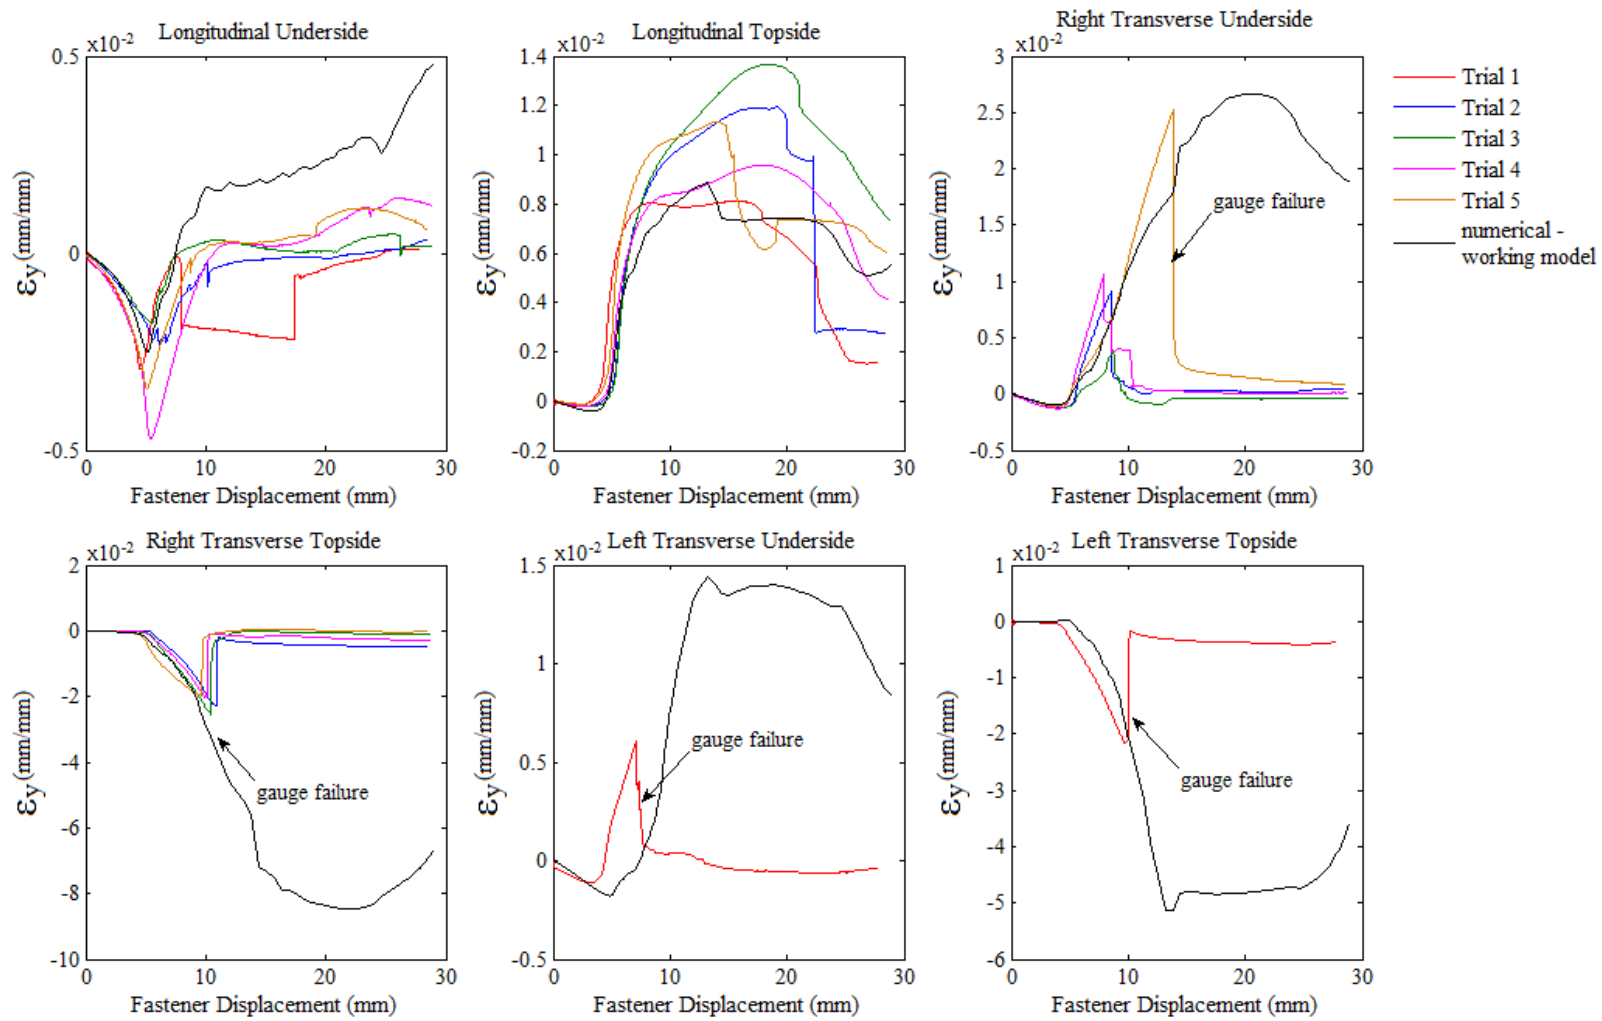 Longitudinal Underside
x10-2
0.5
0
-0.5
0
10
20
30
εy(mm/mm)
Fastener Displacement (mm)
Longitudinal Topside
x10-2
1.4
1.2
1
0.8
0.6
0.4
0.2
0
-0.2
0
10
20
30
εy(mm/mm)
Fastener Displacement (mm)
Right Transverse Underside
x10-2
3
2.5
2
1.5
1
0.5
0
-0.5
0
10
20
30
εy(mm/mm)
gauge failure
Fastener Displacement (mm)
Trial 1
Trial 2
Trial 3
Trial 4
Trial 5
numerical -
working model
Right Transverse Topside
x10-2
2
0
-2
-4
-6
-8
-10
0
10
20
30
εy(mm/mm)
gauge failure
Fastener Displacement (mm)
Left Transverse Underside
x10-2
1.5
1
0.5
0
-0.5
0
10
20
30
εy(mm/mm)
gauge failure
Fastener Displacement (mm)
Left Transverse Topside
x10-2
1
0
-1
-2
-3
-4
-5
-6
0
10
20
30
εy(mm/mm)
gauge failure
Fastener Displacement (mm)